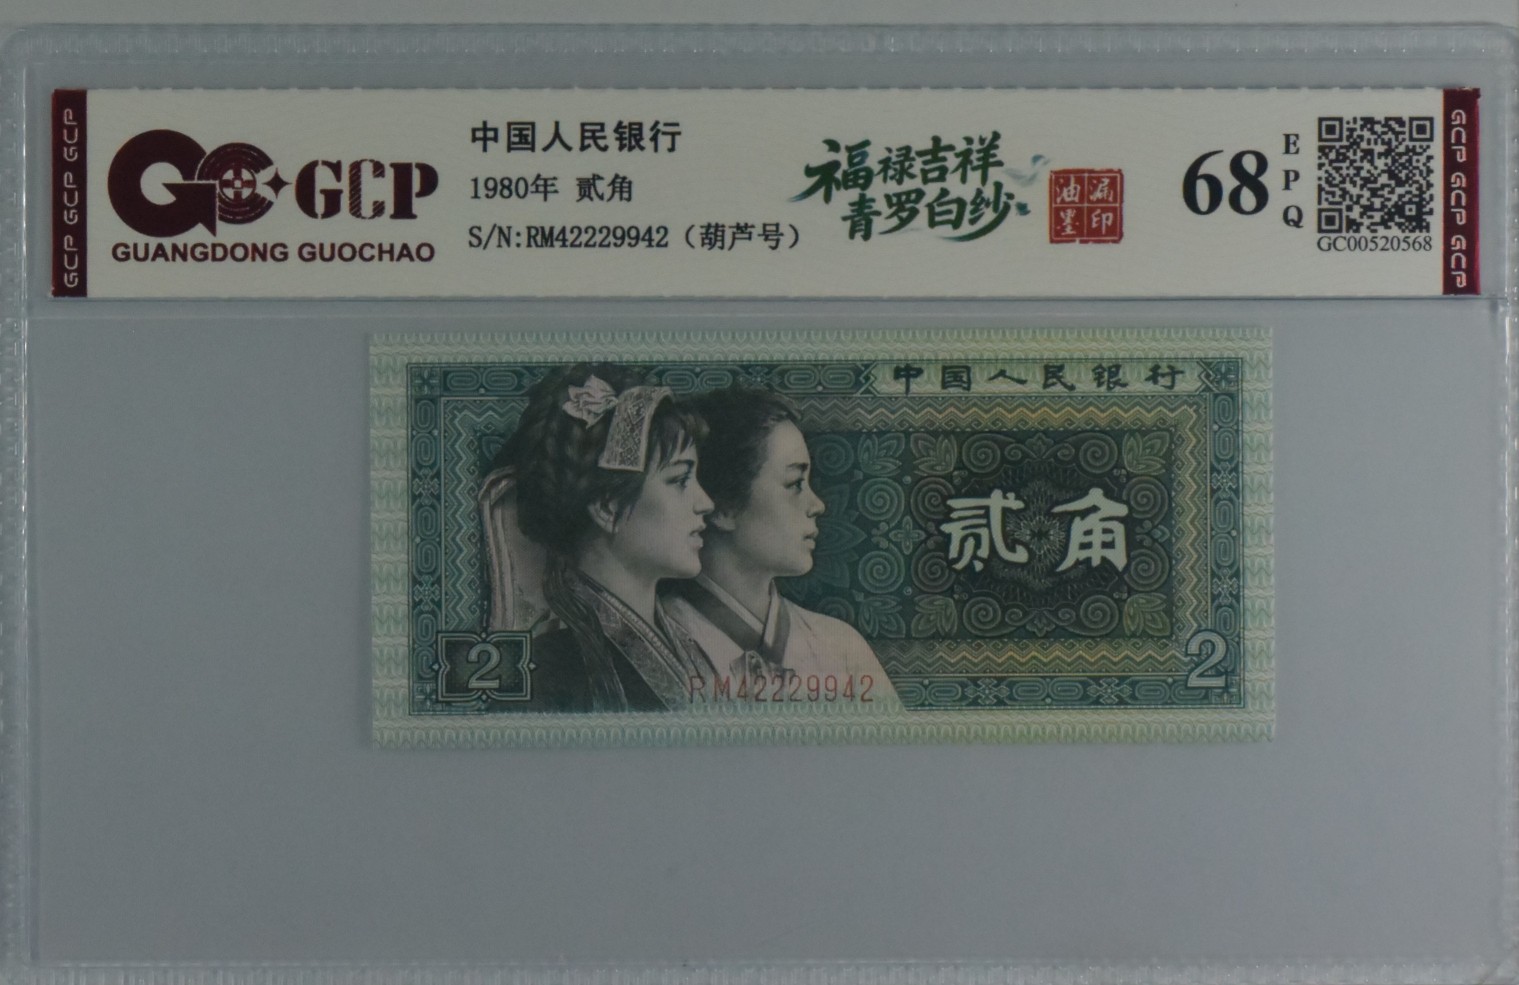 GCP GCP GCP
GCP
GUANGDONG GUOCHAO
中国人民银行
1980年 贰角
S/N:RM42229942（葫芦号）
福禄吉祥
青罗白纱
漏印
油墨
68
EPQ
GC00520568
GCP GCP GCP
中国人民银行
贰角
2
2
RM42229942